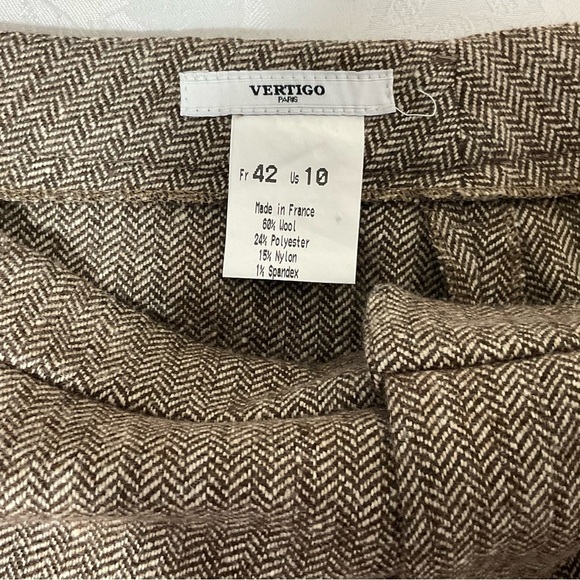 VERTIGO
PARIS
Fr 42 Us 10
Made in France
60% Wool
24% Polyester
15% Nylon
1% Spandex